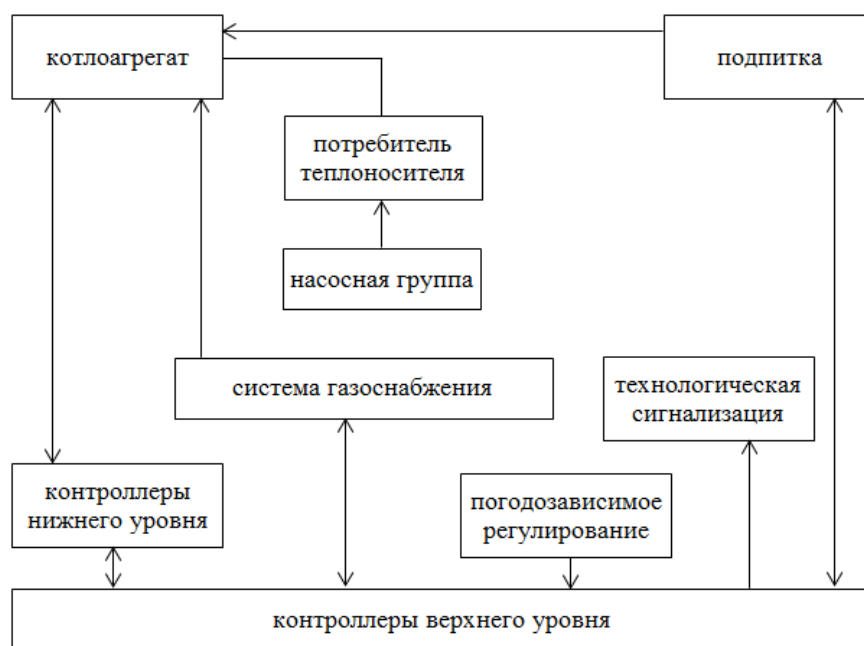 котлоагрегат
подпитка
потребитель
теплоносителя
насосная группа
система газоснабжения
технологическая
сигнализация
контроллеры
нижнего уровня
погодозависимое
регулирование
контроллеры верхнего уровня